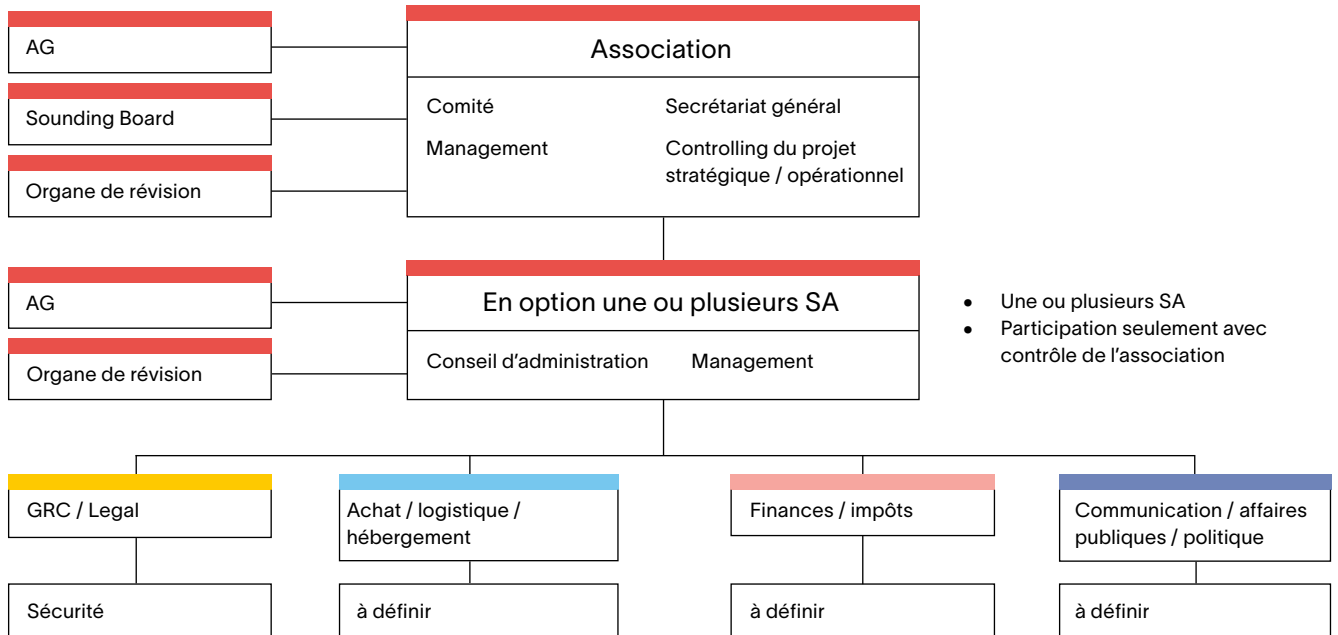 AG
Sounding Board
Organe de révision
Association
Comité
Secrétariat général
Management
Controlling du projet
stratégique / opérationnel
AG
Organe de révision
En option une ou plusieurs SA
Conseil d’administration
Management
• Une ou plusieurs SA
• Participation seulement avec
contrôle de l’association
GRC / Legal
Achat / logistique /
hébergement
Finances / impôts
Communication / affaires
publiques / politique
Sécurité
à définir
à définir
à définir